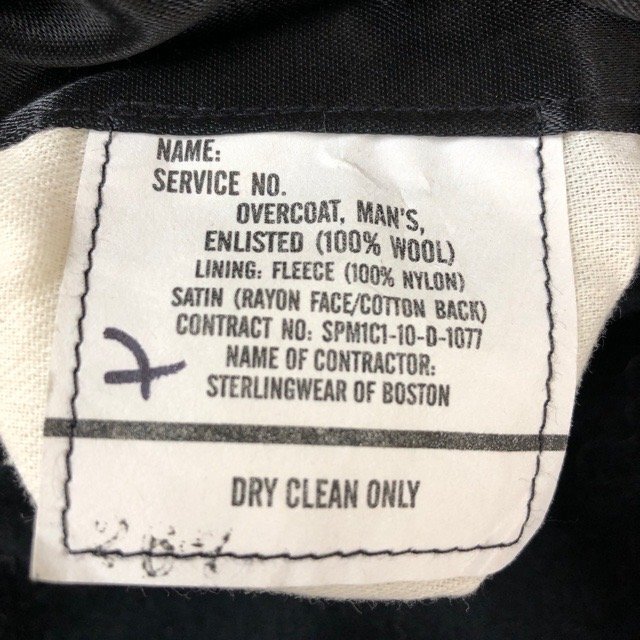 NAME:
SERVICE NO.
OVERCOAT, MAN'S,
ENLISTED (100% WOOL)
LINING: FLEECE (100% NYLON)
SATIN (RAYON FACE/COTTON BACK)
CONTRACT NO: SPM1C1-10-D-1077
NAME OF CONTRACTOR:
STERLINGWEAR OF BOSTON
DRY CLEAN ONLY